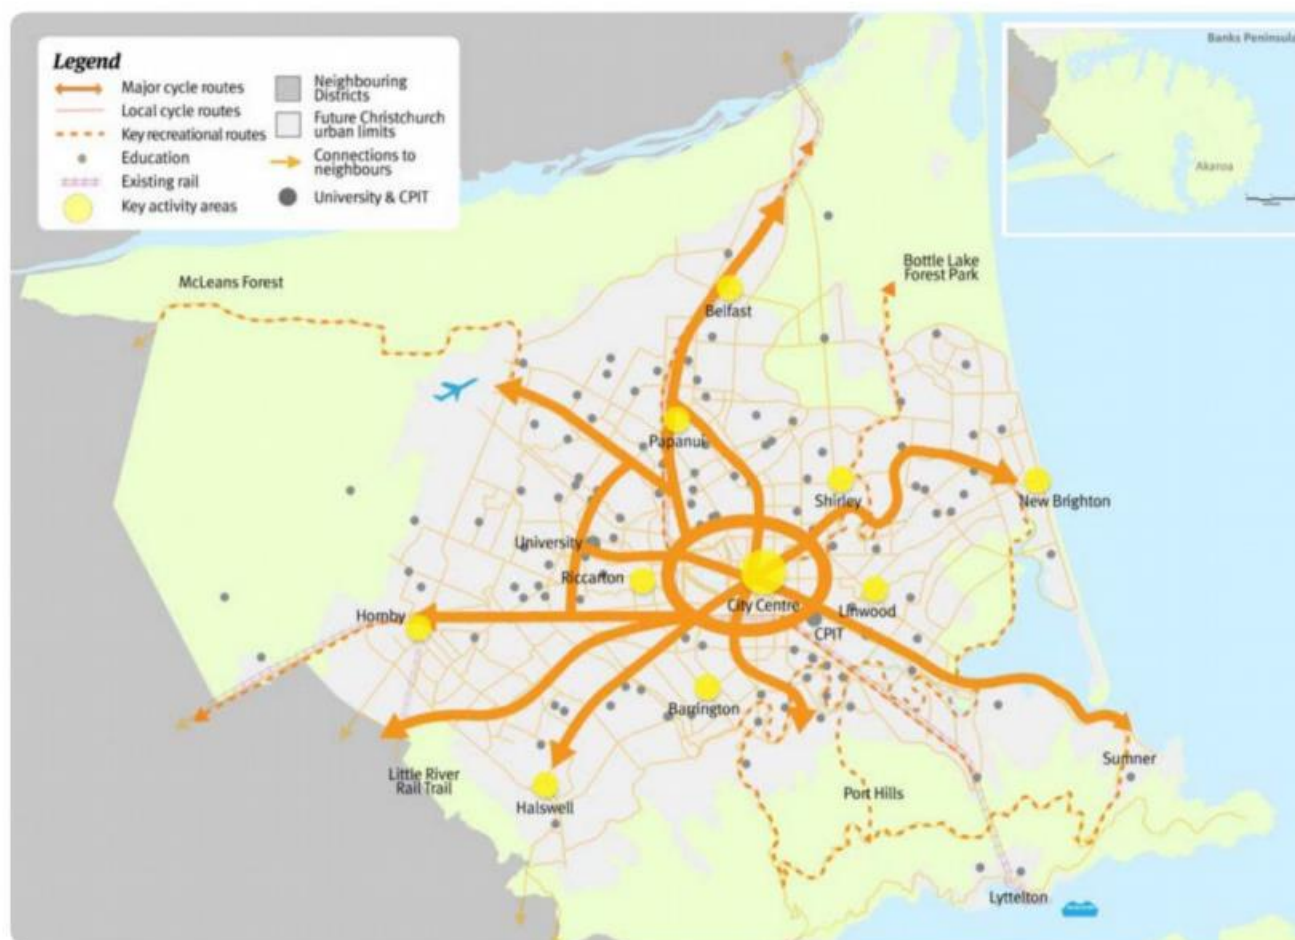 Legend
Major cycle routes
Local cycle routes
Key recreational routes
Education
Existing rail
Key activity areas
Neighbouring
Districts
Future Christchurch
urban limits
Connections to
neighbours
University & CPIT
Banks Peninsula
Akaroa
McLeans Forest
Bottle Lake
Forest Park
Belfast
Papanui
Shirley
New Brighton
University
Riccarton
City Centre
Linwood
CPIT
Hornby
Barrington
Little River
Rail Trail
Halswell
Port Hills
Sumner
Lyttelton